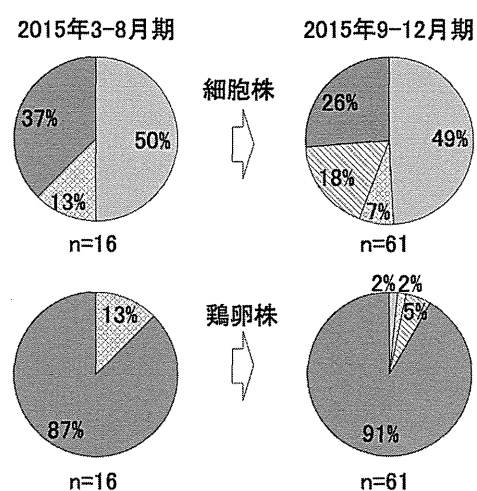 2015年3-8月期 2015年9-12月期
細胞株
37% 50% 13%
26% 49% 18% 7%
n=16 n=61
鶏卵株
13% 87%
2% 2% 5% 91%
n=16 n=61